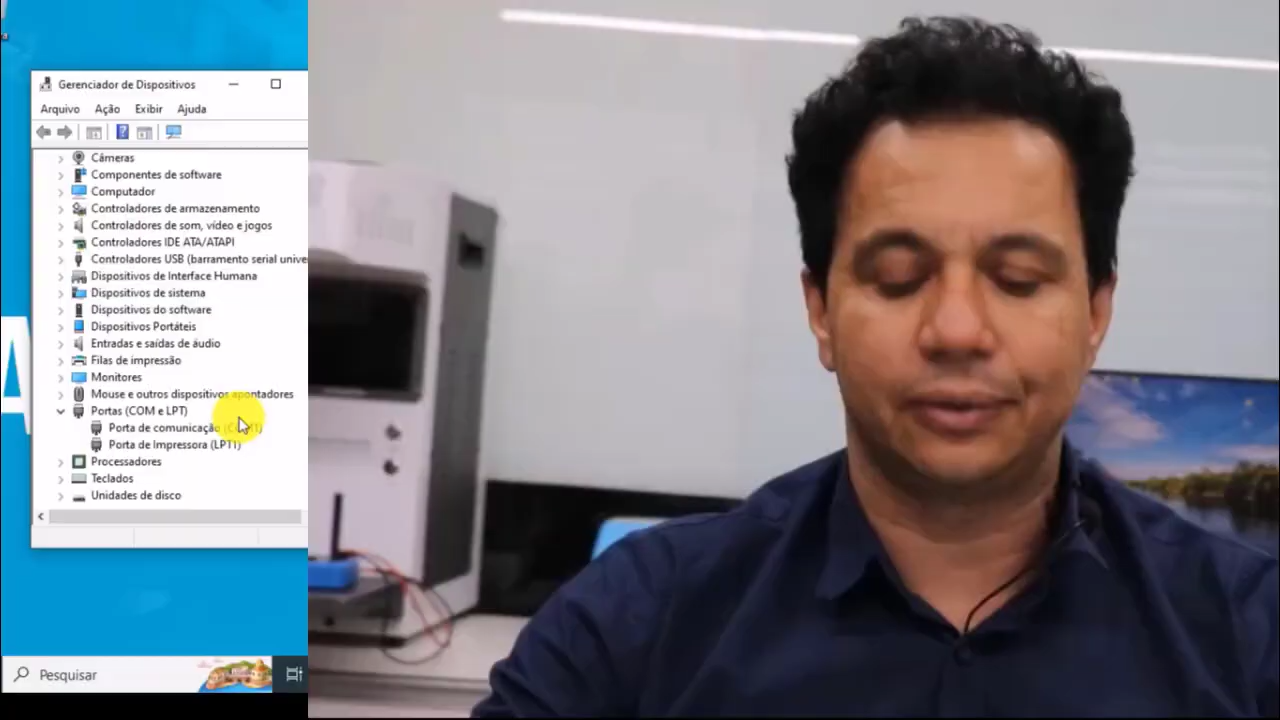 Gerenciador de Dispositivos
Arquivo Ação Exibir Ajuda
Câmeras
Componentes de software
Computador
Controladores de armazenamento
Controladores de som, vídeo e jogos
Controladores IDE ATA/ATAPI
Controladores USB (barramento serial unive
Dispositivos de Interface Humana
Dispositivos de sistema
Dispositivos do software
Dispositivos Portáteis
Entradas e saídas de áudio
Filas de impressão
Monitores
Mouse e outros dispositivos apontadores
Portas (COM e LPT)
Porta de comunicação (COM1)
Porta de Impressora (LPT1)
Processadores
Teclados
Unidades de disco
Pesquisar